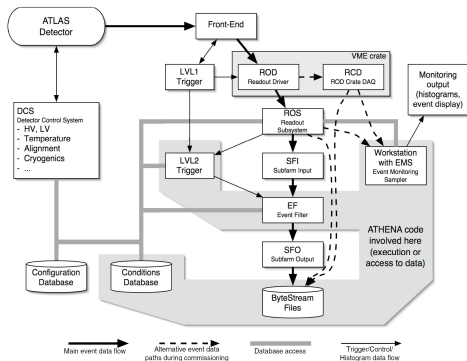 ATLAS
Detector
Front-End
VME crate
LVL1
Trigger
ROD
Readout Driver
RCD
ROD Crate DAQ
Monitoring
output
(histograms,
event display)
DCS
Detector Control System
- HV, LV
- Temperature
- Alignment
- Cryogenics
- ...
ROS
Readout
Subsystem
LVL2
Trigger
SFI
Subfarm Input
Workstation
with EMS
Event Monitoring
Sampler
EF
Event Filter
ATHENA code
involved here
(execution or
access to data)
SFO
Subfarm Output
Configuration
Database
Conditions
Database
ByteStream
Files
Main event data flow
Alternative event data
paths during commissioning
Database access
Trigger/Control/
Histogram data flow